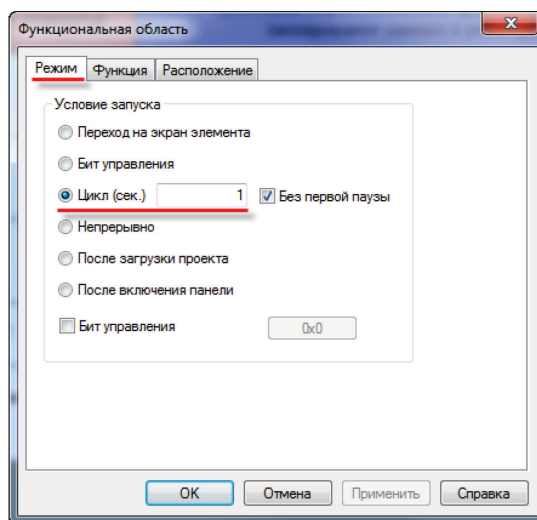 Функциональная область
Режим Функция Расположение
Условие запуска
Переход на экран элемента
Бит управления
Цикл (сек.) 1 Без первой паузы
Непрерывно
После загрузки проекта
После включения панели
Бит управления 0x0
OK Отмена Применить Справка